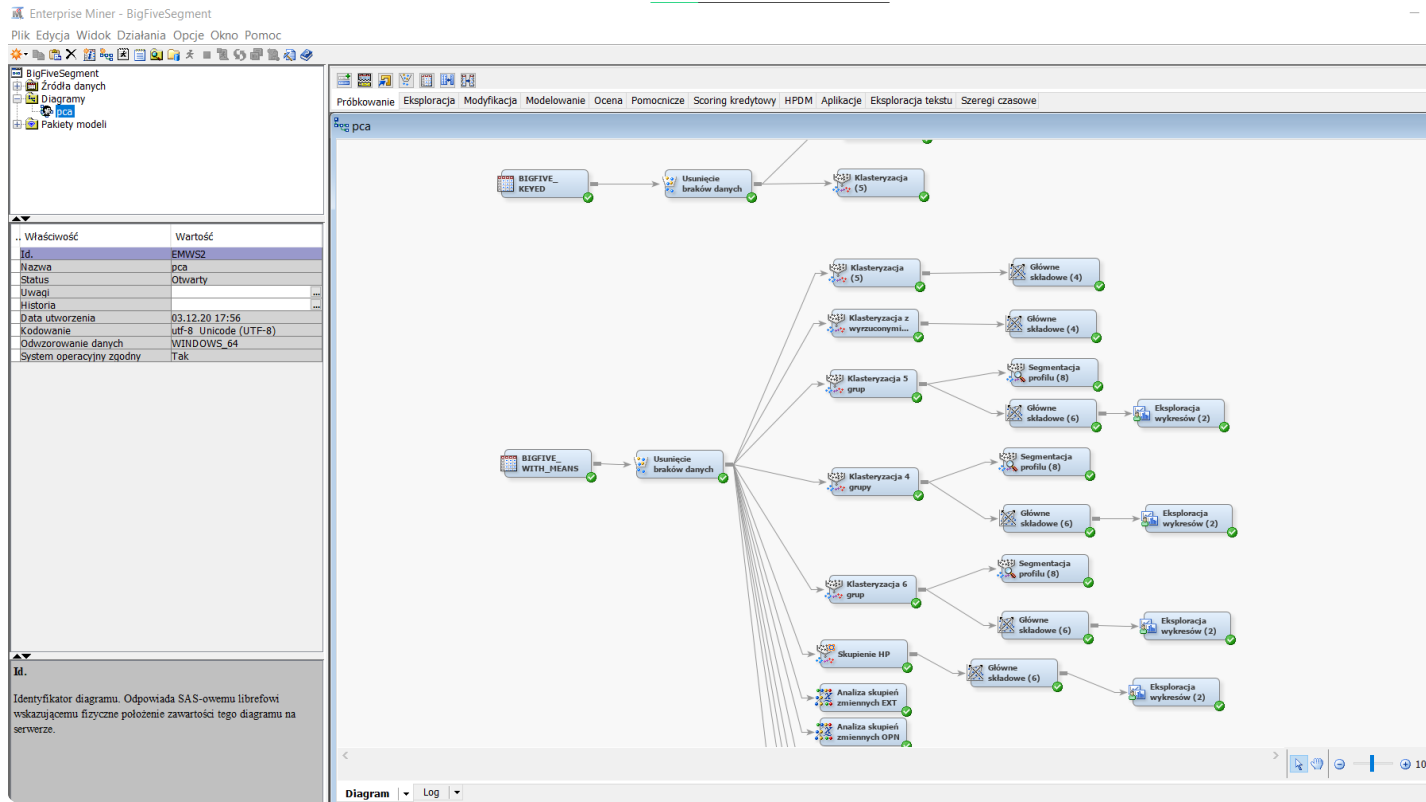 Enterprise Miner - BigFiveSegment
Plik Edycja Widok Działania Opcje Okno Pomoc
BigFiveSegment
Źródła danych
Diagramy
pca
Pakiety modeli
.. Właściwość Wartość
Id. EMWS2
Nazwa pca
Status Otwarty
Uwagi ...
Historia ...
Data utworzenia 03.12.20 17:56
Kodowanie utf-8 Unicode (UTF-8)
Odwzorowanie danych WINDOWS_64
System operacyjny zgodny Tak
Id.
Identyfikator diagramu. Odpowiada SAS-owemu librefowi
wskazującemu fizyczne położenie zawartości tego diagramu na
serwerze.
Próbkowanie Eksploracja Modyfikacja Modelowanie Ocena Pomocnicze Scoring kredytowy HPDM Aplikacje Eksploracja tekstu Szeregi czasowe
pca
BIGFIVE_
KEYED
Usunięcie
braków danych
Klasteryzacja
(5)
Klasteryzacja
(5)
Główne
składowe (4)
Klasteryzacja z
wyrzuconymi...
Główne
składowe (4)
Klasteryzacja 5
grup
Segmentacja
profilu (8)
Główne
składowe (6)
Eksploracja
wykresów (2)
BIGFIVE_
WITH_MEANS
Usunięcie
braków danych
Klasteryzacja 4
grupy
Segmentacja
profilu (8)
Główne
składowe (6)
Eksploracja
wykresów (2)
Klasteryzacja 6
grup
Segmentacja
profilu (8)
Główne
składowe (6)
Eksploracja
wykresów (2)
Skupienie HP
Główne
składowe (6)
Eksploracja
wykresów (2)
Analiza skupień
zmiennych EXT
Analiza skupień
zmiennych OPN
10
Diagram Log